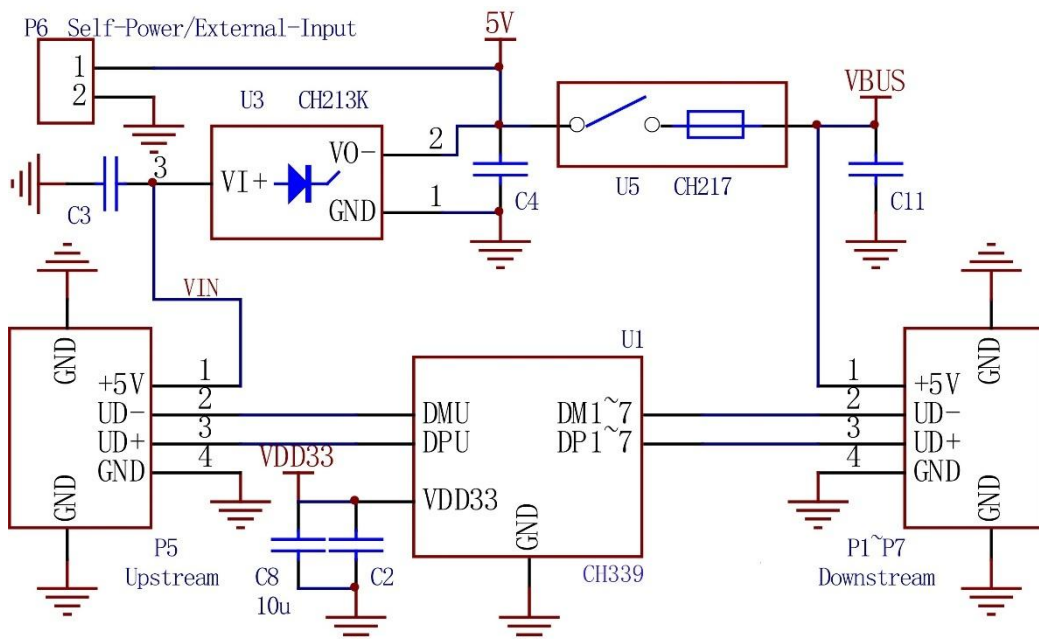 P6 Self-Power/External-Input
5V
1
2
U3 CH213K
VBUS
2
VO-
3
VI+
1
GND
C3
C4
U5 CH217
C11
VIN
U1
GND
1
+5V
2
UD-
3
UD+
4
GND
GND
P5
Upstream
DMU
DPU
VDD33
GND
DM1~7
DP1~7
CH339
VDD33
C8
10u
C2
GND
1
+5V
2
UD-
3
UD+
4
GND
GND
P1~P7
Downstream